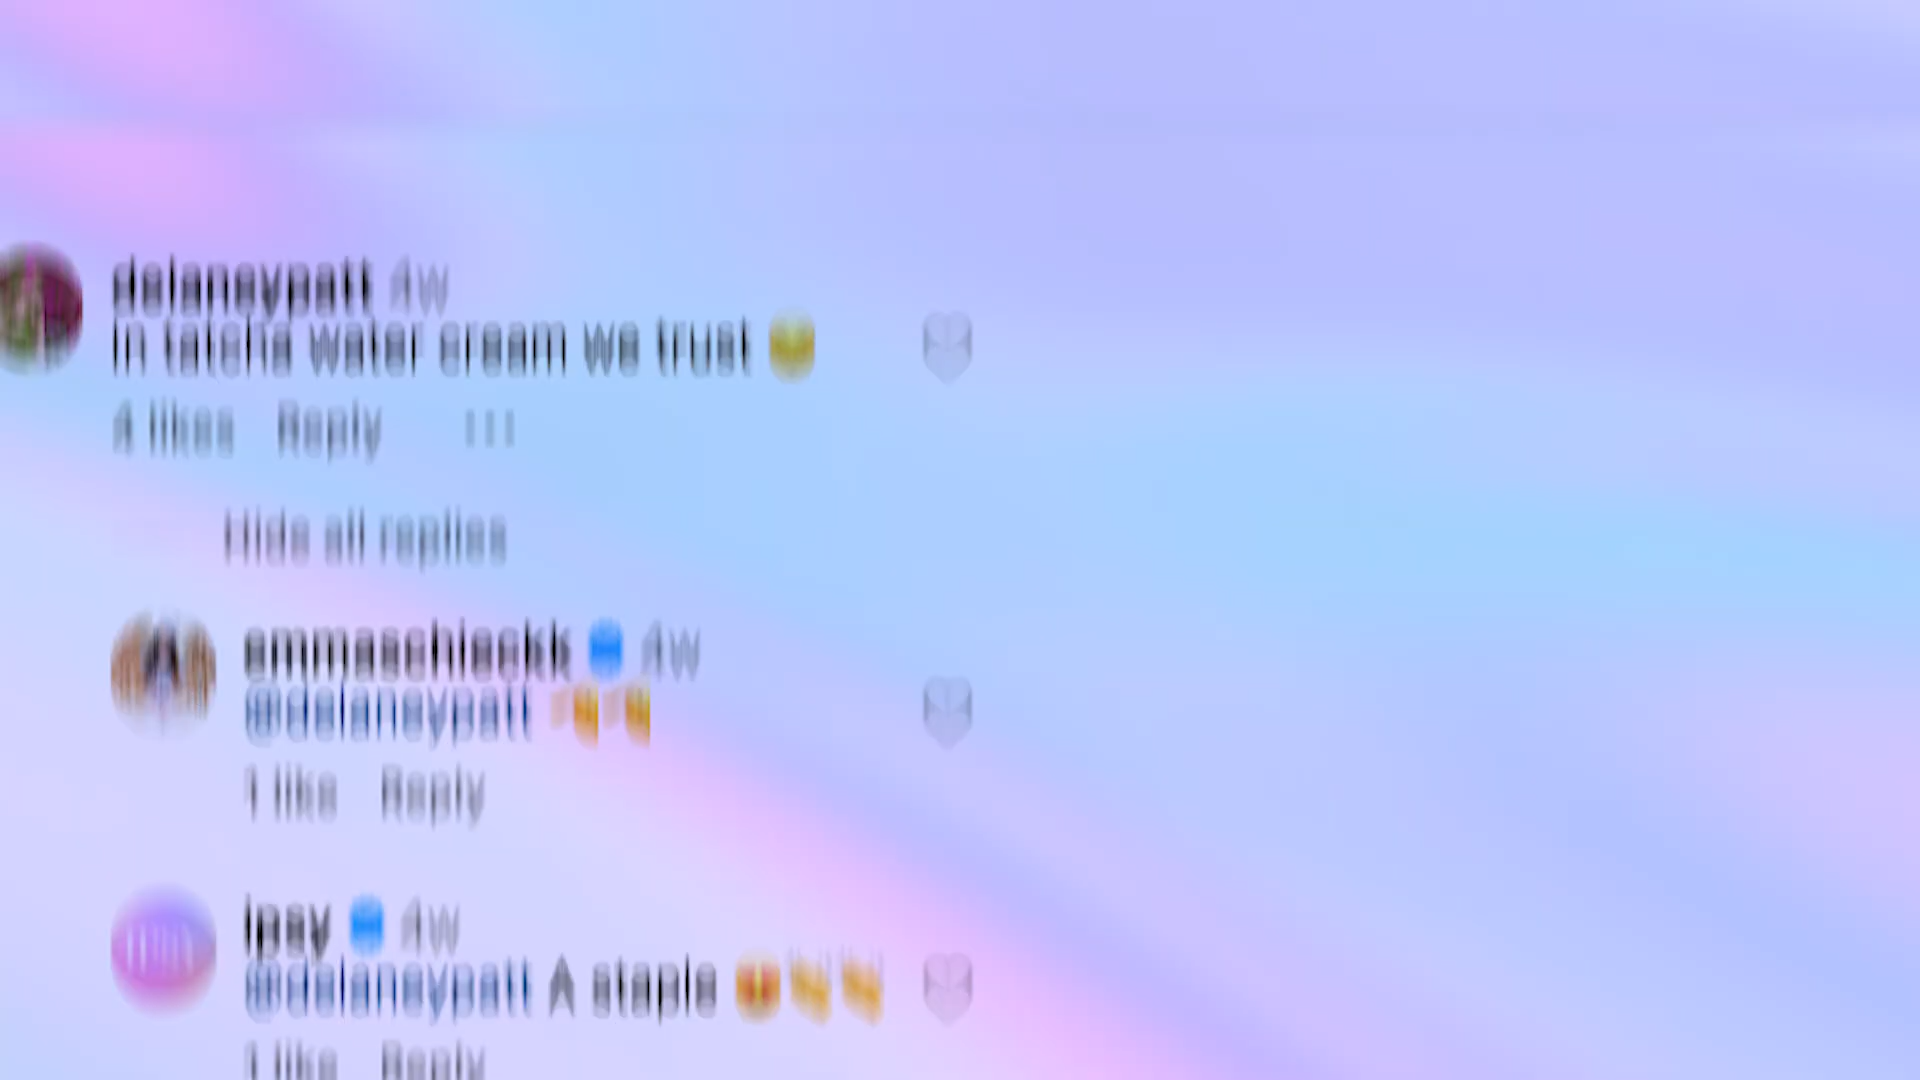 delaneypatt 4w
In tatcha water cream we trust
4 likes Reply
Hide all replies
emmaschieckk 4w
@delaneypatt
1 like Reply
ipsy 4w
@delaneypatt A staple
1 like Reply